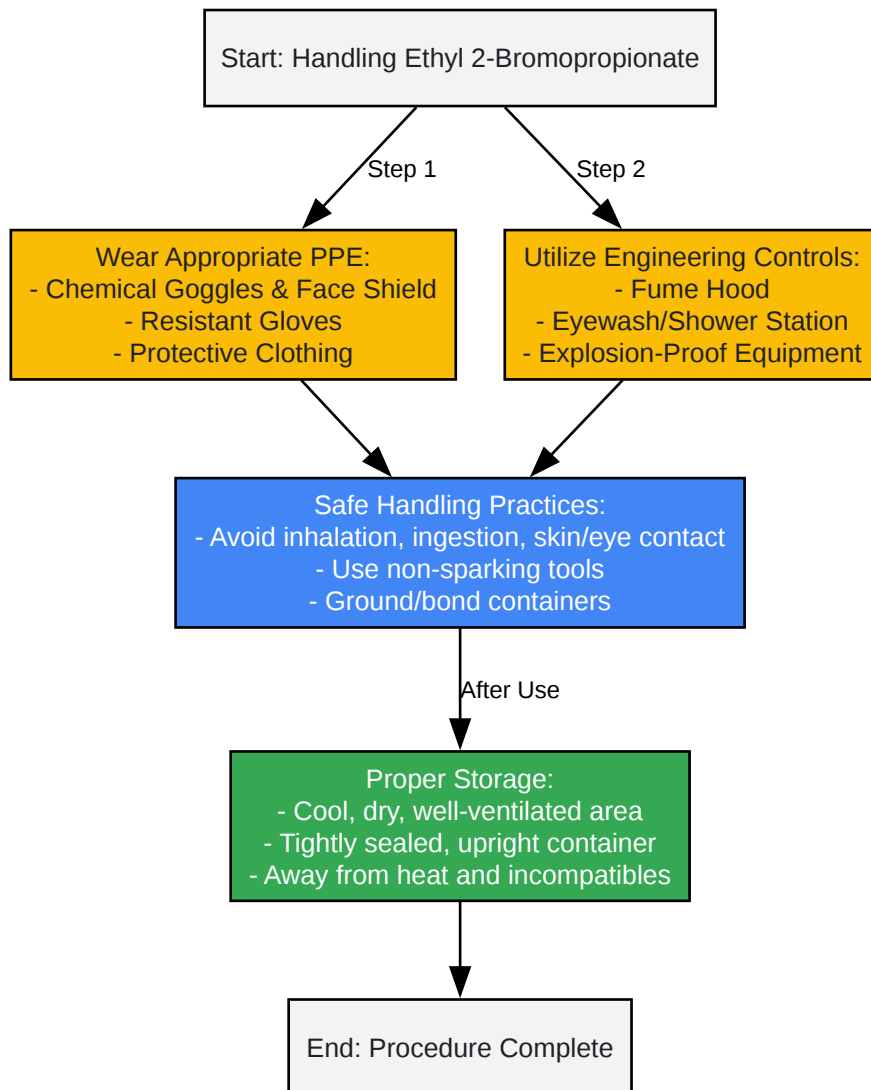 Start: Handling Ethyl 2-Bromopropionate
Step 1
Step 2
Wear Appropriate PPE:
- Chemical Goggles & Face Shield
- Resistant Gloves
- Protective Clothing
Utilize Engineering Controls:
- Fume Hood
- Eyewash/Shower Station
- Explosion-Proof Equipment
Safe Handling Practices:
- Avoid inhalation, ingestion, skin/eye contact
- Use non-sparking tools
- Ground/bond containers
After Use
Proper Storage:
- Cool, dry, well-ventilated area
- Tightly sealed, upright container
- Away from heat and incompatibles
End: Procedure Complete